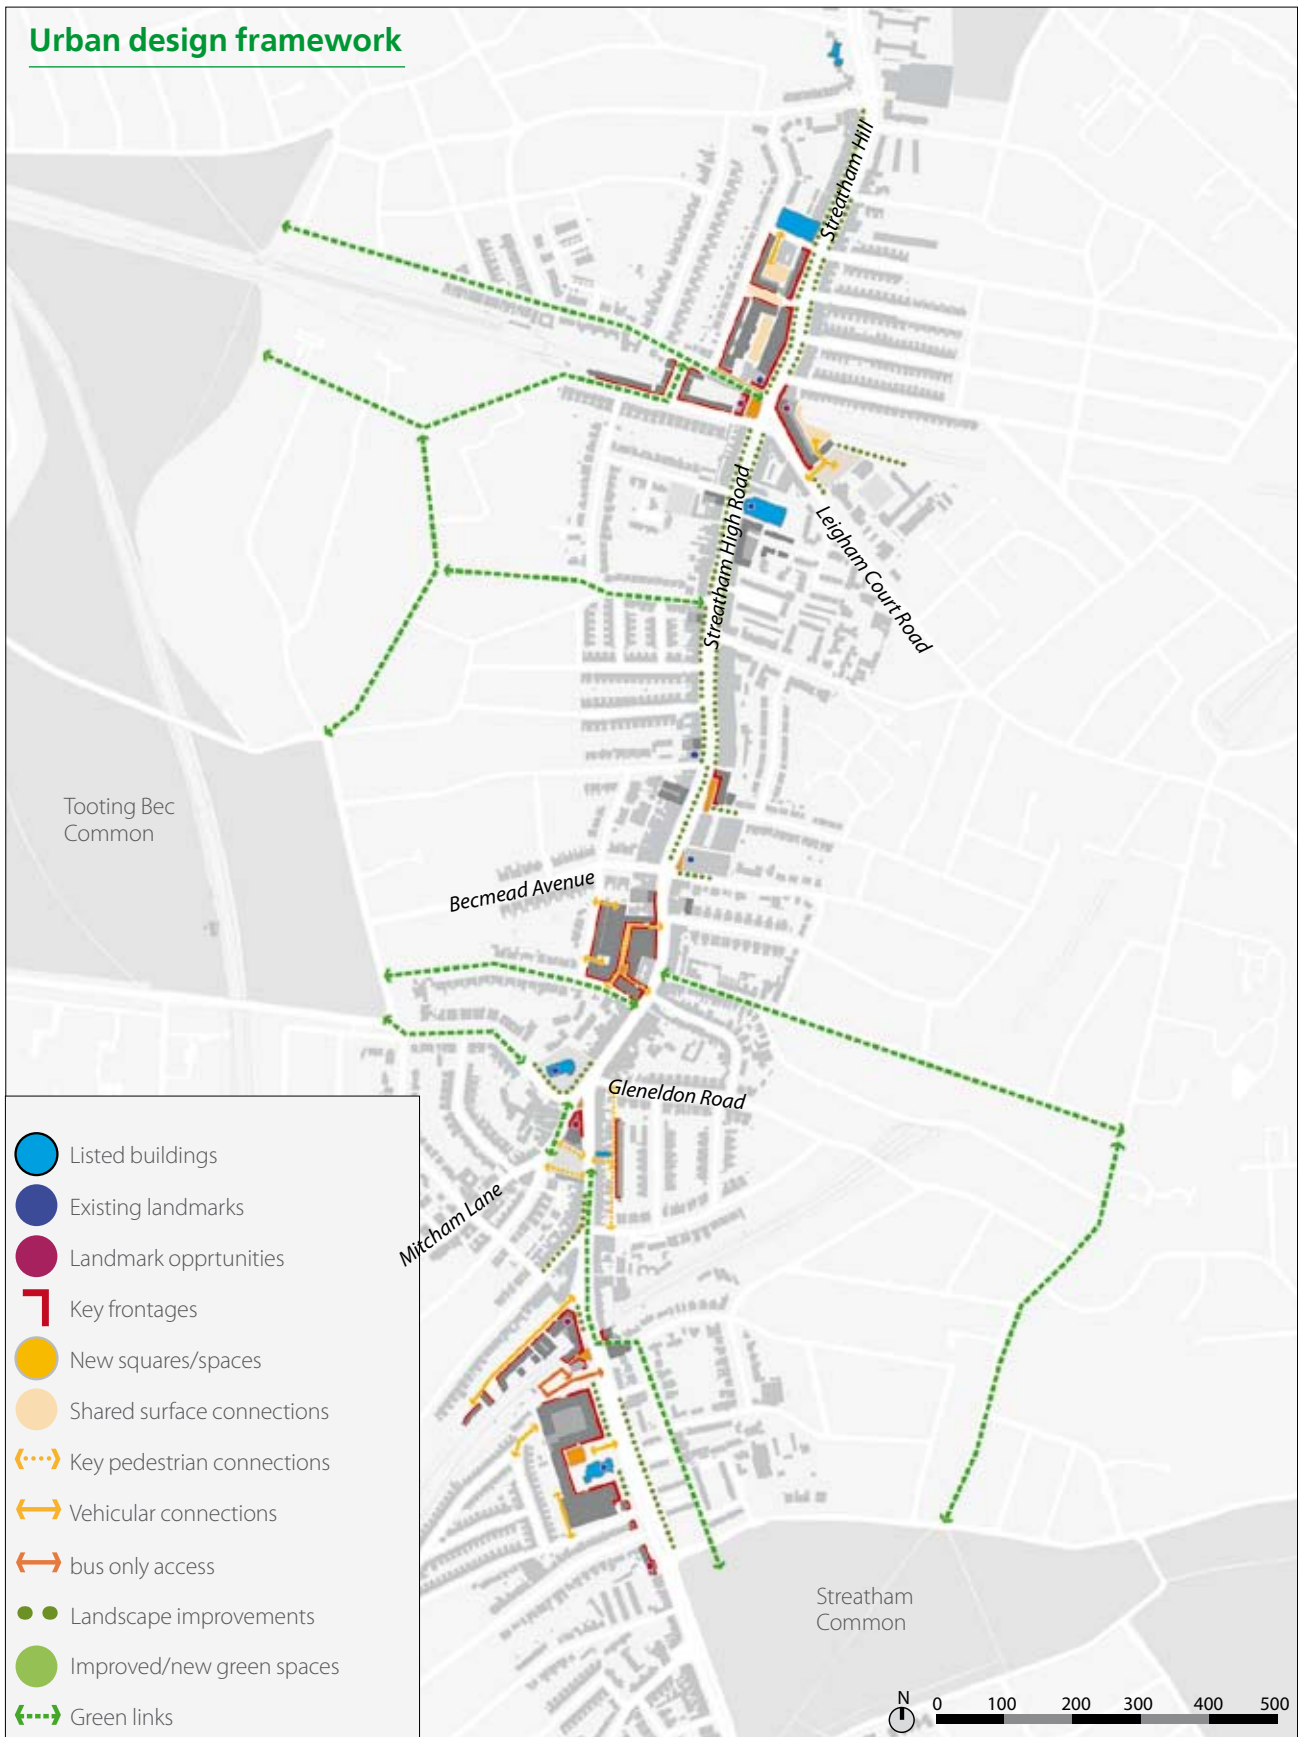 Urban design framework
Streatham Hill
Streatham High Road
Leigham Court Road
Tooting Bec
Common
Becmead Avenue
Gleneldon Road
Mitcham Lane
Listed buildings
Existing landmarks
Landmark opprtunities
Key frontages
New squares/spaces
Shared surface connections
Key pedestrian connections
Vehicular connections
bus only access
Landscape improvements
Improved/new green spaces
Green links
Streatham
Common
N 0 100 200 300 400 500